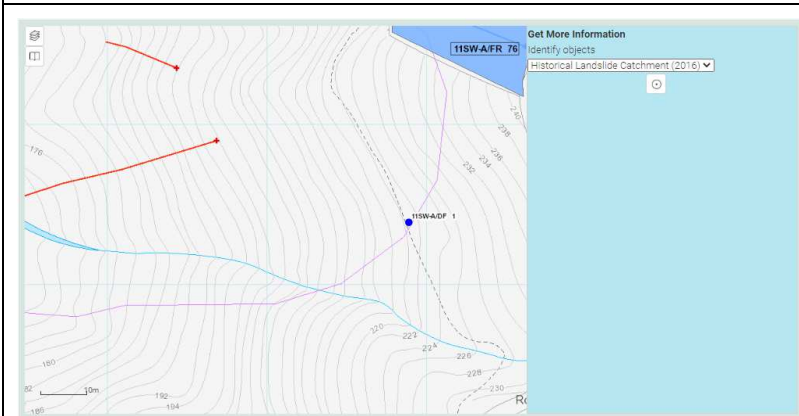 11SW-A/FR 76
Get More Information
Identify objects
Historical Landslide Catchment (2016)
240
238
236
234
232
176
11SW-A/DF 1
220
222
224
226
228
230
180
192
194
186
10m